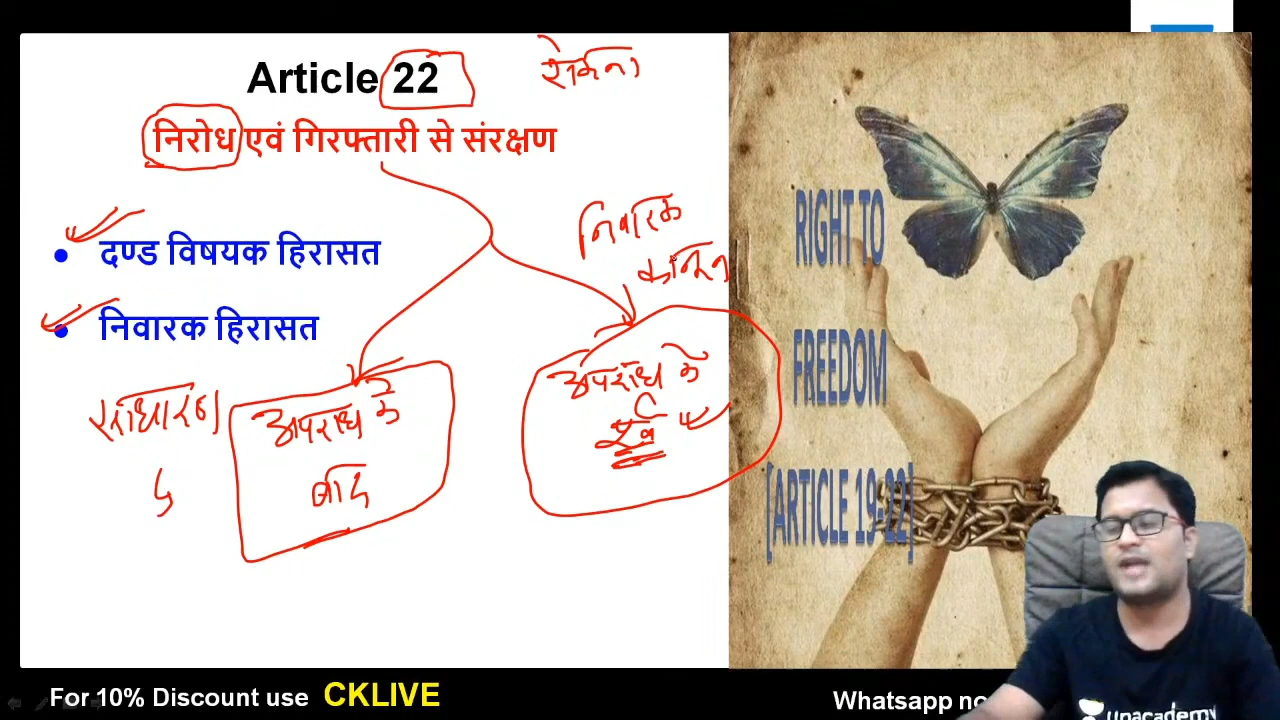 Article 22
रोकना
निरोध एवं गिरफ्तारी से संरक्षण
दण्ड विषयक हिरासत
निवारक हिरासत
निवारक
कानून
साधारण
अपराध के
बाद
अपराध के
पूर्व
RIGHT TO
FREEDOM
[ARTICLE 19-22]
For 10% Discount use CKLIVE
Whatsapp no
unacademy